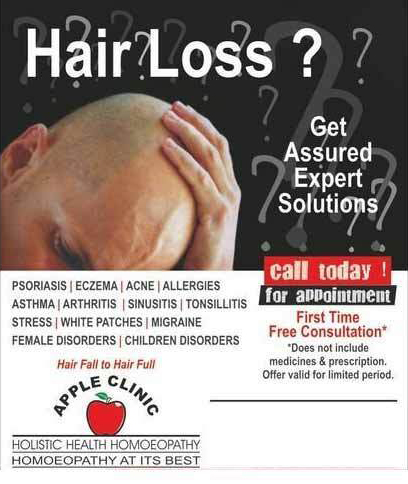 Hair Loss ?
Get
Assured
Expert
Solutions
call today !
for appointment
First Time
Free Consultation*
*Does not include
medicines & prescription.
Offer valid for limited period.
PSORIASIS | ECZEMA | ACNE | ALLERGIES
ASTHMA | ARTHRITIS | SINUSITIS | TONSILLITIS
STRESS | WHITE PATCHES | MIGRAINE
FEMALE DISORDERS | CHILDREN DISORDERS
Hair Fall to Hair Full
APPLE CLINIC
HOLISTIC HEALTH HOMOEOPATHY
HOMOEOPATHY AT ITS BEST